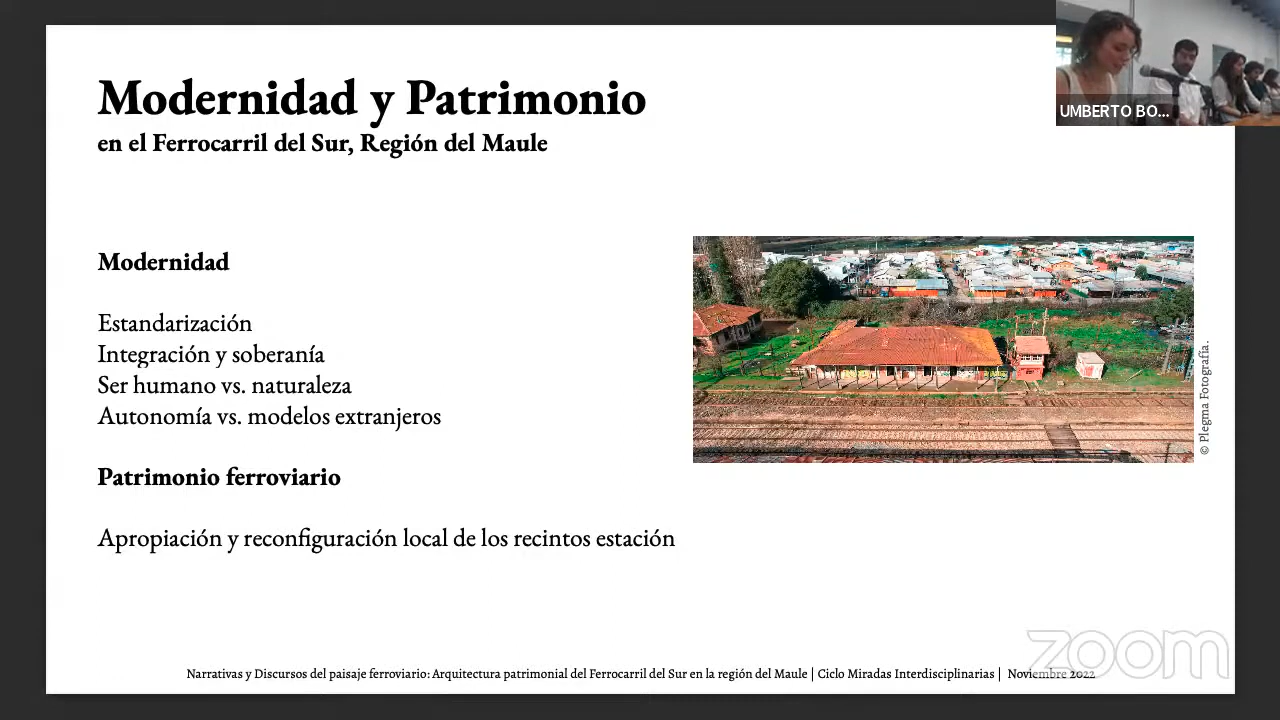 Modernidad y Patrimonio
en el Ferrocarril del Sur, Región del Maule
UMBERTO BO...
Modernidad
Estandarización
Integración y soberanía
Ser humano vs. naturaleza
Autonomía vs. modelos extranjeros
© Plegma Fotografía.
Patrimonio ferroviario
Apropiación y reconfiguración local de los recintos estación
zoom
Narrativas y Discursos del paisaje ferroviario: Arquitectura patrimonial del Ferrocarril del Sur en la región del Maule | Ciclo Miradas Interdisciplinarias | Noviembre 2022